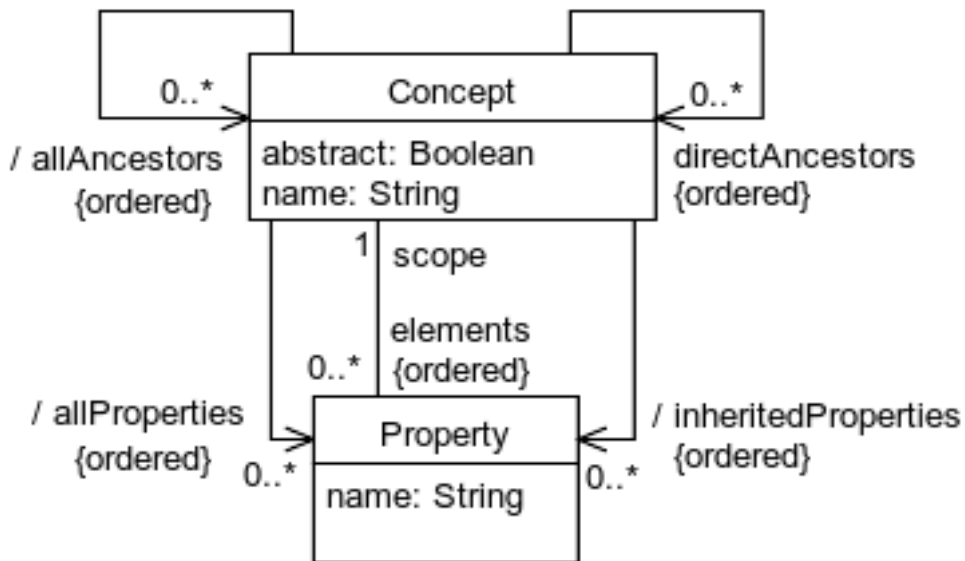 0..*
Concept
0..*
/ allAncestors
{ordered}
abstract: Boolean
name: String
directAncestors
{ordered}
1
scope
elements
{ordered}
0..*
/ allProperties
{ordered}
0..*
Property
name: String
/ inheritedProperties
{ordered}
0..*